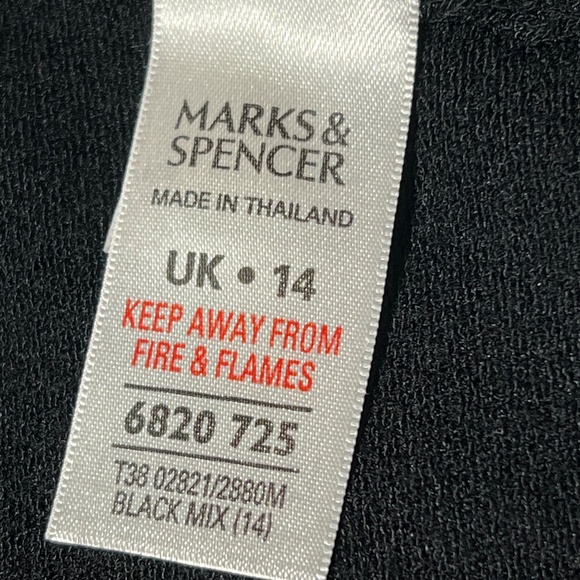 MARKS &
SPENCER
MADE IN THAILAND
UK • 14
KEEP AWAY FROM
FIRE & FLAMES
6820 725
T38 02821/2880M
BLACK MIX (14)